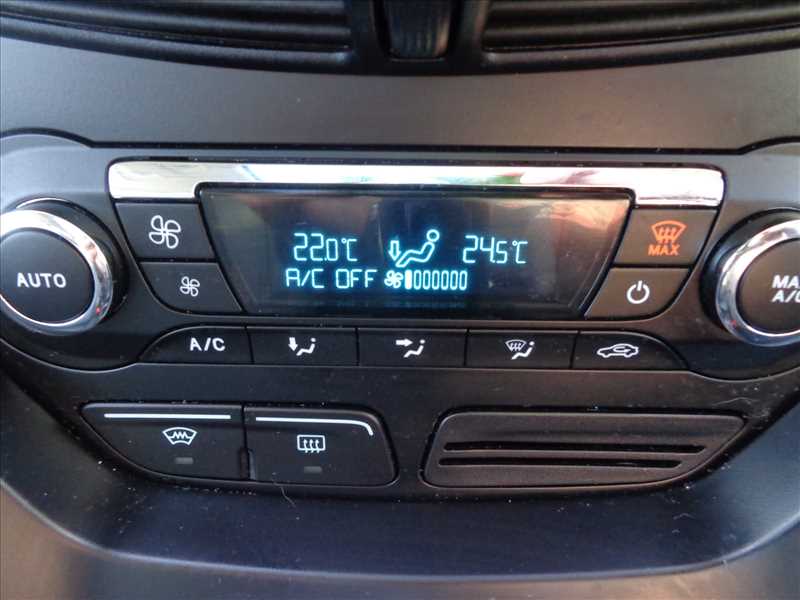 22.0°C 24.5°C
A/C OFF
AUTO
MAX
MA
A/C
A/C